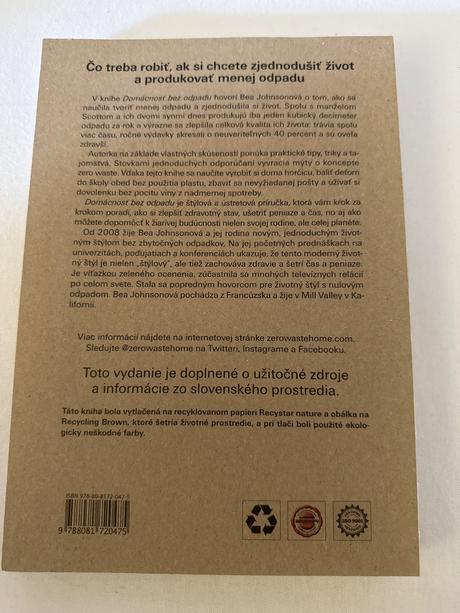 Čo treba robiť, ak si chcete zjednodušiť život
a produkovať menej odpadu
V knihe Domácnosť bez odpadu hovorí Bea Johnsonová o tom, ako sa
naučila tvoriť menej odpadu a zjednodušila si život. Spolu s manželom
Scottom a ich dvomi synmi dnes produkujú iba jeden kubický decimeter
odpadu za rok a výrazne sa zlepšila celková kvalita ich života: trávia spolu
viac času, ročné výdavky skresali o neuveriteľných 40 percent a sú oveľa
zdravší.
Autorka na základe vlastných skúseností ponúka praktické tipy, triky a ta-
jomstvá. Stovkami jednoduchých odporúčaní vyvracia mýty o koncepte
zero waste. Vďaka tejto knihe sa naučíte vyrobiť si doma horčicu, baliť deťom
do školy obed bez použitia plastu, zbaviť sa nevyžiadanej pošty a užívať si
dovolenku bez pocitu viny z nadmernej spotreby.
Domácnosť bez odpadu je štýlová a ústretová príručka, ktorá vám krok za
krokom poradí, ako si zlepšiť zdravotný stav, ušetriť peniaze a čas, no aj ako
môžete dopomôcť k žiarivej budúcnosti nielen svojej rodine, ale celej planéte.
Od 2008 žije Bea Johnsonová a jej rodina novým, jednoduchým život-
ným štýlom bez zbytočných odpadkov. Na jej početných prednáškach na
univerzitách, podujatiach a konferenciách ukazuje, že tento moderný život-
ný štýl je nielen „štýlový“, ale tiež zachováva zdravie a šetrí čas a peniaze.
Je víťazkou zeleného ocenenia, zúčastnila sa mnohých televíznych relácií
po celom svete. Stala sa popredným hovorcom pre životný štýl s nulovým
odpadom. Bea Johnsonová pochádza z Francúzska a žije v Mill Valley v Ka-
lifornii.
Viac informácií nájdete na internetovej stránke zerowastehome.com.
Sledujte @zerowastehome na Twitteri, Instagrame a Facebooku.
Toto vydanie je doplnené o užitočné zdroje
a informácie zo slovenského prostredia.
Táto kniha bola vytlačená na recyklovanom papieri Recystar nature a obálka na
Recycling Brown, ktoré šetria životné prostredie, a pri tlači boli použité ekolo-
gicky neškodné farby.
ISBN 978-80-8172-047-5
9 788081 720475
ISO 9001